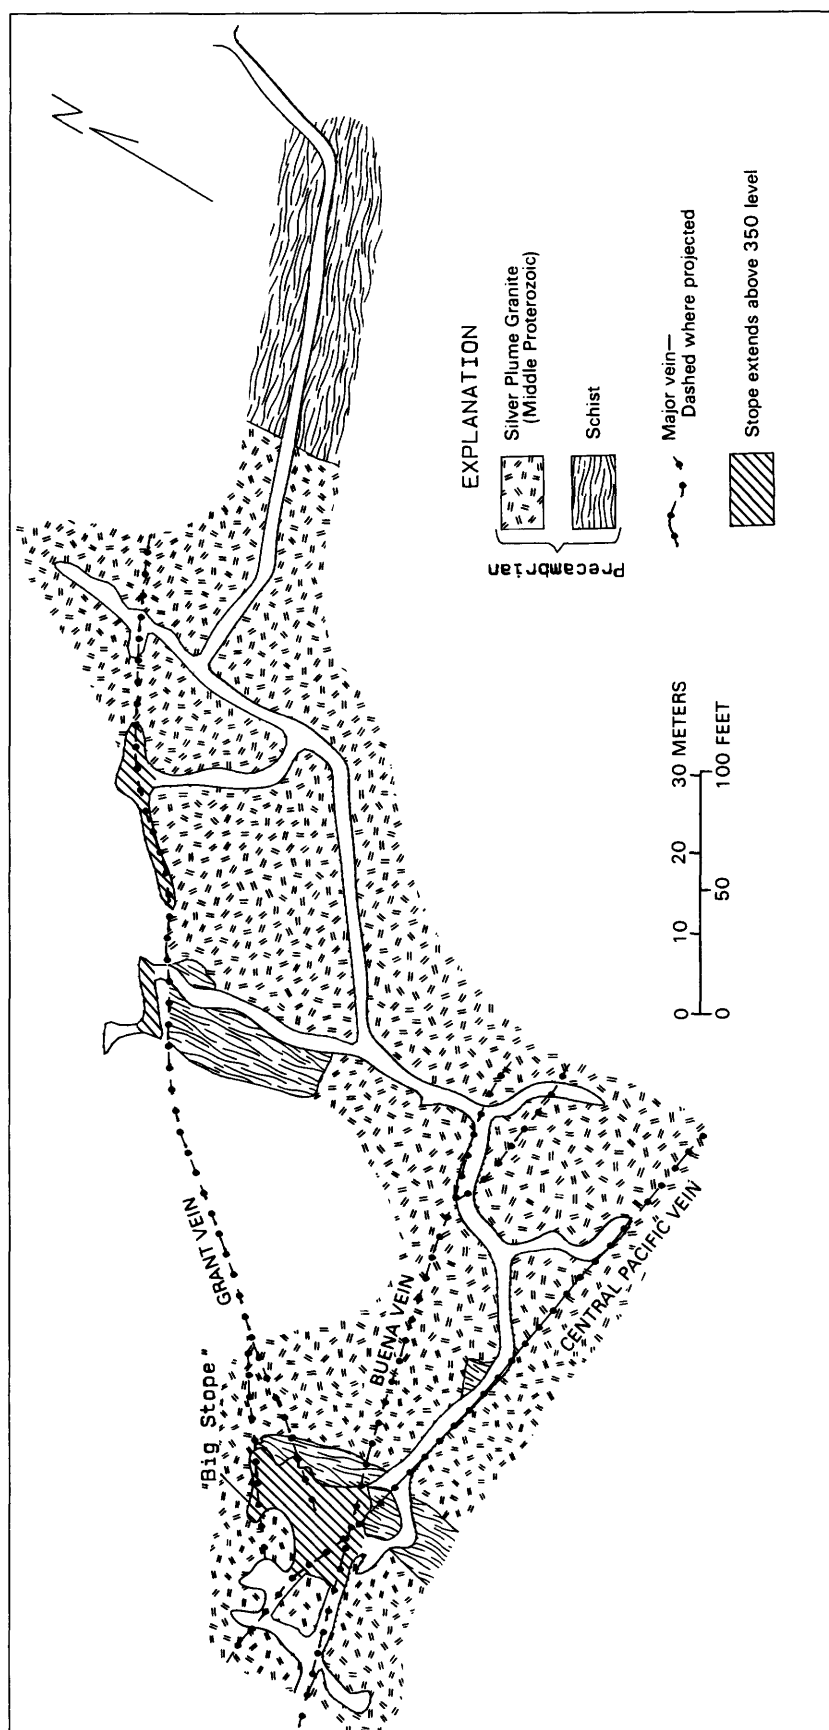 N
EXPLANATION
Precambrian
Silver Plume Granite
(Middle Proterozoic)
Schist
Major vein—
Dashed where projected
Stope extends above 350 level
0 10 20 30 METERS
0 50 100 FEET
"Big Stope"
GRANT VEIN
BUENA VEIN
CENTRAL PACIFIC VEIN